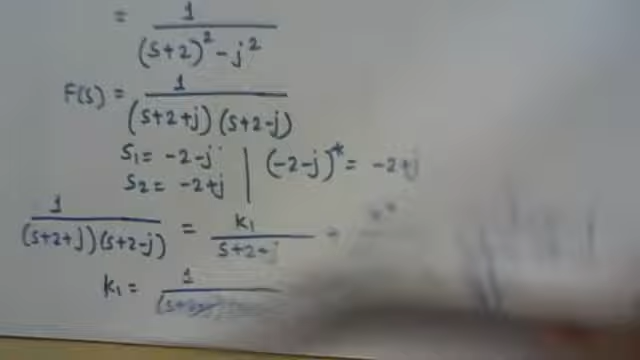 = 1 / ((s+2)² - j²)
F(s) = 1 / ((s+2+j)(s+2-j))
s₁ = -2-j | (-2-j)* = -2+j
s₂ = -2+j
1 / ((s+2+j)(s+2-j)) = k₁ / (s+2+j) +
k₁ = 1